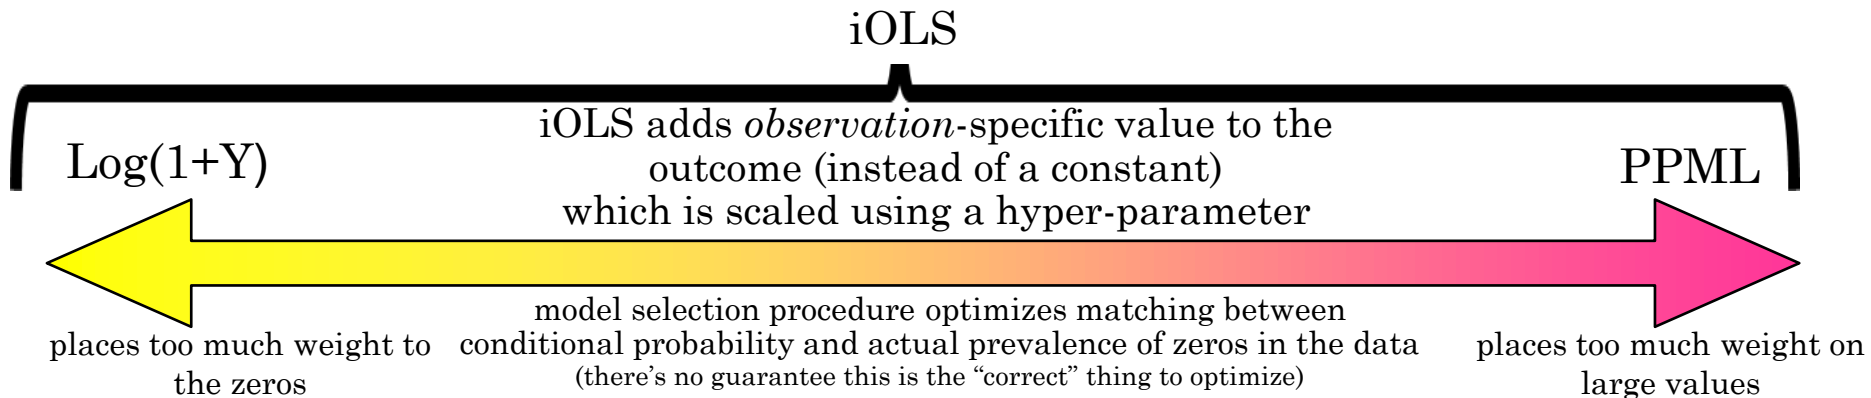 iOLS
iOLS adds observation-specific value to the
outcome (instead of a constant)
which is scaled using a hyper-parameter
Log(1+Y)
PPML
model selection procedure optimizes matching between
conditional probability and actual prevalence of zeros in the data
(there's no guarantee this is the “correct” thing to optimize)
places too much weight to
the zeros
places too much weight on
large values